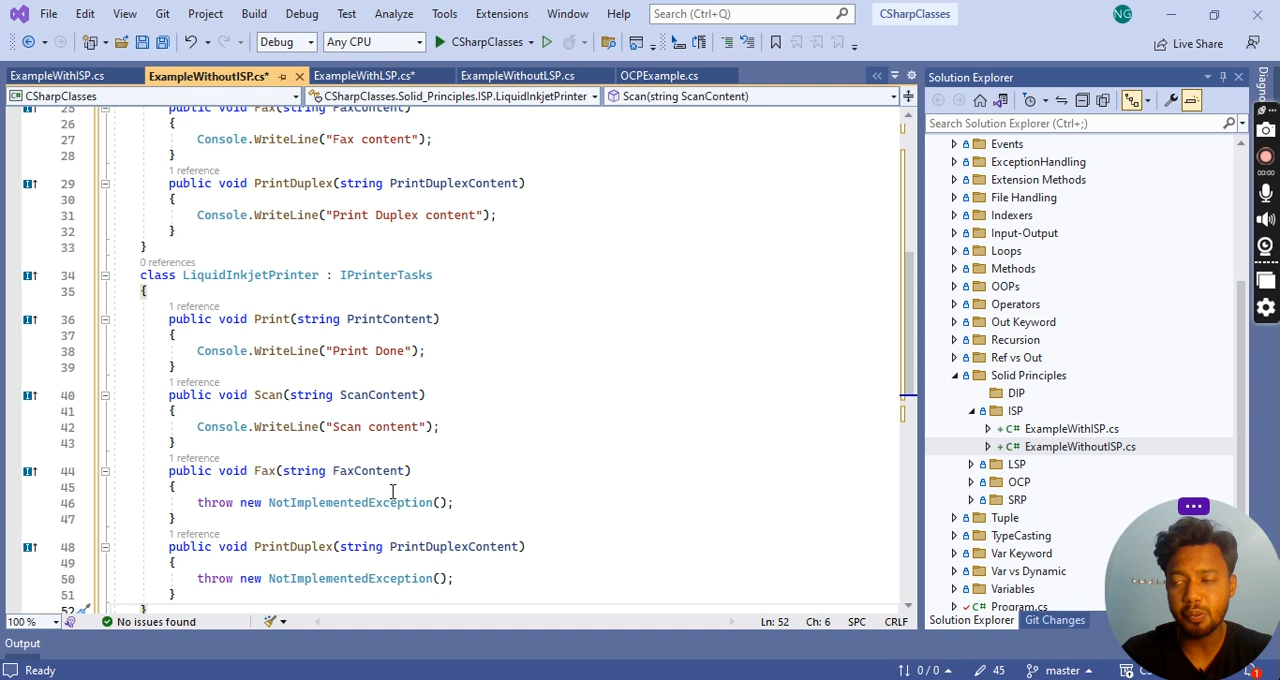 File Edit View Git Project Build Debug Test Analyze Tools Extensions Window Help Search (Ctrl+Q) CSharpClasses NG
Debug Any CPU CSharpClasses Live Share
ExampleWithISP.cs ExampleWithoutISP.cs* ExampleWithLSP.cs* ExampleWithoutLSP.cs OCPExample.cs
CSharpClasses CSharpClasses.Solid_Principles.ISP.LiquidInkjetPrinter Scan(string ScanContent)
25 public void Fax(string FaxContent)
26 {
27 Console.WriteLine("Fax content");
28 }
1 reference
29 public void PrintDuplex(string PrintDuplexContent)
30 {
31 Console.WriteLine("Print Duplex content");
32 }
33 }
0 references
34 class LiquidInkjetPrinter : IPrinterTasks
35 {
1 reference
36 public void Print(string PrintContent)
37 {
38 Console.WriteLine("Print Done");
39 }
1 reference
40 public void Scan(string ScanContent)
41 {
42 Console.WriteLine("Scan content");
43 }
1 reference
44 public void Fax(string FaxContent)
45 {
46 throw new NotImplementedException();
47 }
1 reference
48 public void PrintDuplex(string PrintDuplexContent)
49 {
50 throw new NotImplementedException();
51 }
52 }
100 % No issues found Ln: 52 Ch: 6 SPC CRLF
Output
Ready 0 / 0 45 master
Solution Explorer
Search Solution Explorer (Ctrl+;)
Events
ExceptionHandling
Extension Methods
File Handling
Indexers
Input-Output
Loops
Methods
OOPs
Operators
Out Keyword
Recursion
Ref vs Out
Solid Principles
DIP
ISP
C# ExampleWithISP.cs
C# ExampleWithoutISP.cs
LSP
OCP
SRP
Tuple
TypeCasting
Var Keyword
Var vs Dynamic
Variables
C# Program.cs
Solution Explorer Git Changes
00:00
1